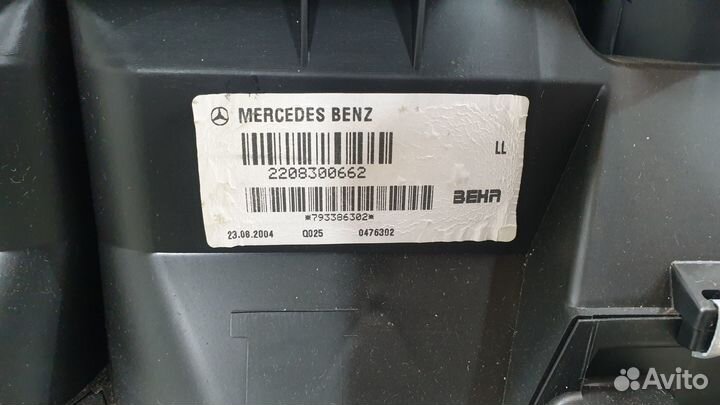 MERCEDES BENZ
LL
2208300662
BEHR
*793386302*
23.08.2004 Q025 0476302
Avito